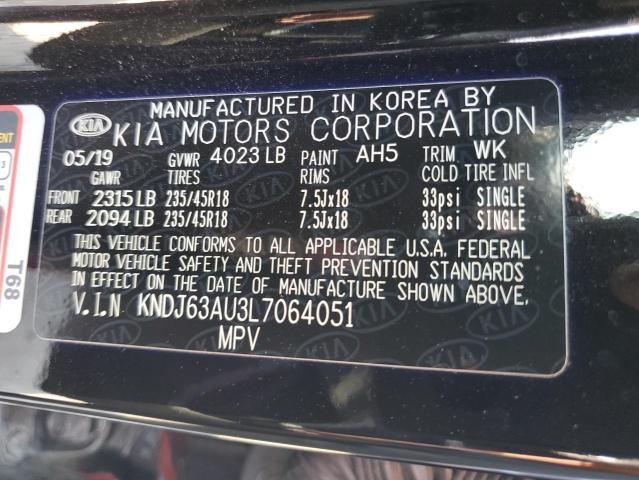 MANUFACTURED IN KOREA BY
KIA KIA MOTORS CORPORATION
05/19 GVWR 4023 LB PAINT AH5 TRIM WK
GAWR TIRES RIMS COLD TIRE INFL
FRONT 2315 LB 235/45R18 7.5Jx18 33psi SINGLE
REAR 2094 LB 235/45R18 7.5Jx18 33psi SINGLE
THIS VEHICLE CONFORMS TO ALL APPLICABLE U.S.A. FEDERAL
MOTOR VEHICLE SAFETY AND THEFT PREVENTION STANDARDS
IN EFFECT ON THE DATE OF MANUFACTURE SHOWN ABOVE.
V.I.N KNDJ63AU3L7064051
MPV
T68